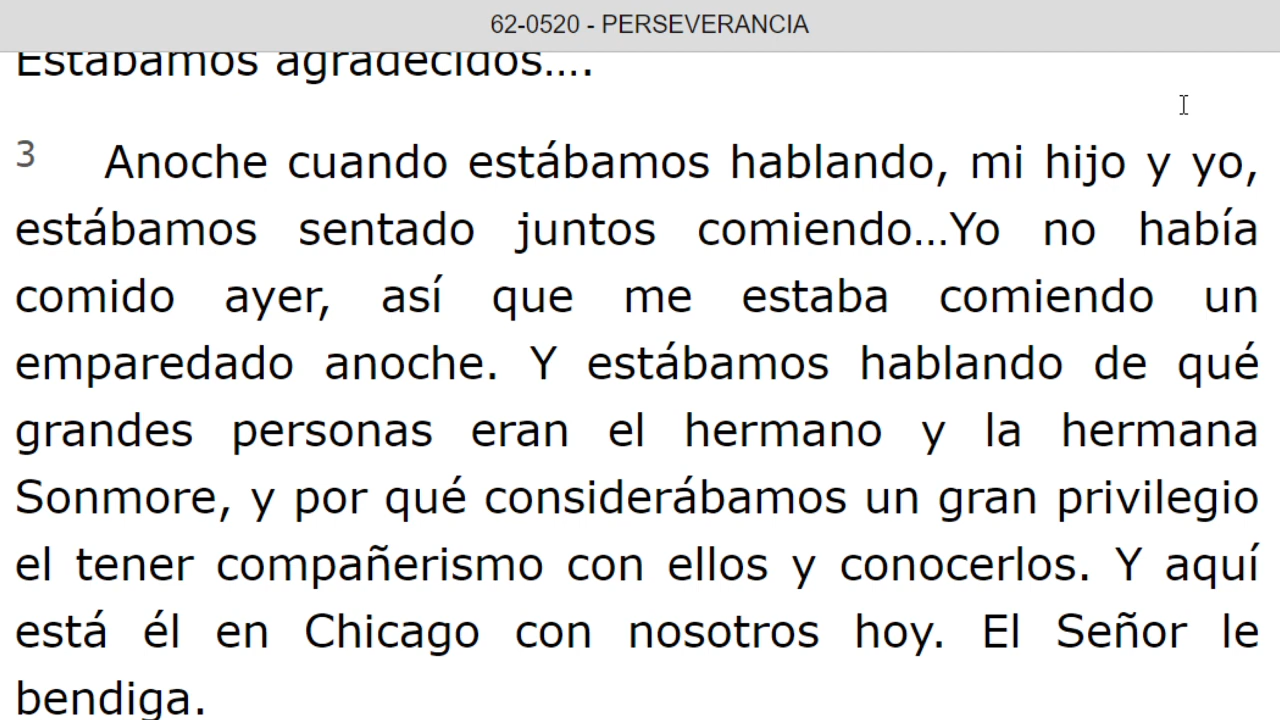 62-0520 - PERSEVERANCIA
Estábamos agradecidos….
3 Anoche cuando estábamos hablando, mi hijo y yo,
estábamos sentado juntos comiendo…Yo no había
comido ayer, así que me estaba comiendo un
emparedado anoche. Y estábamos hablando de qué
grandes personas eran el hermano y la hermana
Sonmore, y por qué considerábamos un gran privilegio
el tener compañerismo con ellos y conocerlos. Y aquí
está él en Chicago con nosotros hoy. El Señor le
bendiga.